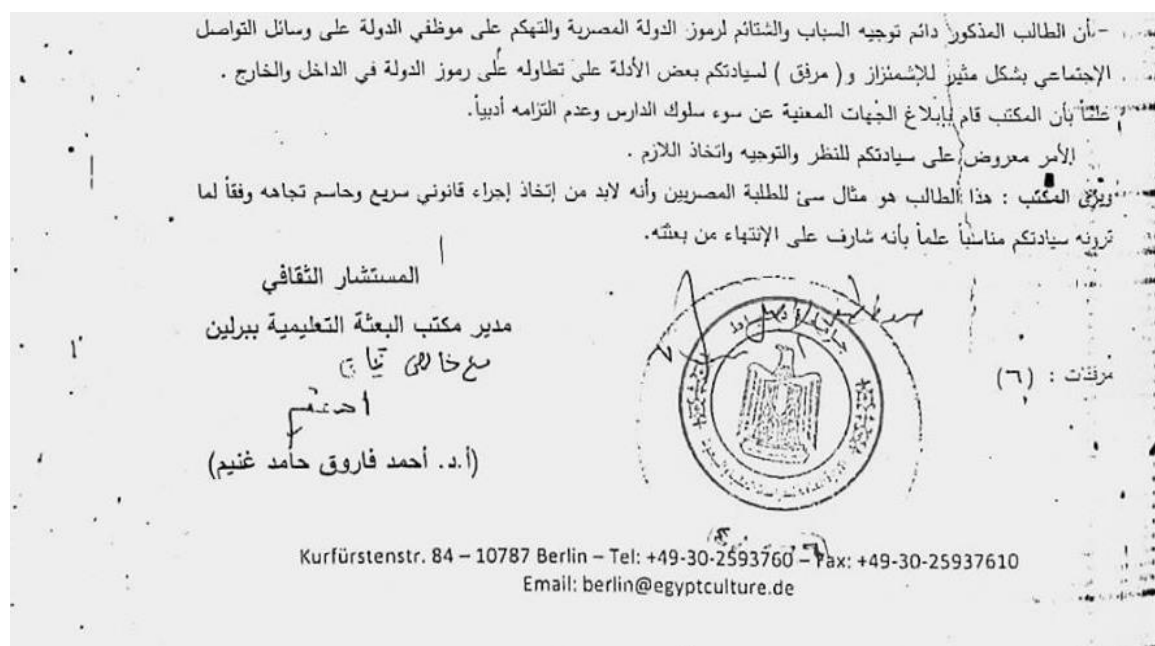 - أن الطالب المذكور دائم توجيه السباب والشتائم لرموز الدولة المصرية والتهكم على موظفي الدولة على وسائل التواصل
الإجتماعي بشكل مثير للإشمئزاز و( مرفق ) لسيادتكم بعض الأدلة على تطاوله على رموز الدولة في الداخل والخارج .
علماً بأن المكتب قام بإبلاغ الجهات المعنية عن سوء سلوك الدارس وعدم التزامه أدبياً.
الأمر معروض على سيادتكم للنظر والتوجيه واتخاذ اللازم .
ويرى المكتب : هذا الطالب هو مثال سئ للطلبة المصريين وأنه لابد من إتخاذ إجراء قانوني سريع وحاسم تجاهه وفقاً لما
ترونه سيادتكم مناسباً علماً بأنه شارف على الإنتهاء من بعثته.
المستشار الثقافي
مدير مكتب البعثة التعليمية ببرلين
مع خالص
مرفقات : (٦)
(أ.د. أحمد فاروق حامد غنيم)
Kurfürstenstr. 84 – 10787 Berlin – Tel: +49-30-2593760 – Fax: +49-30-25937610
Email: berlin@egyptculture.de